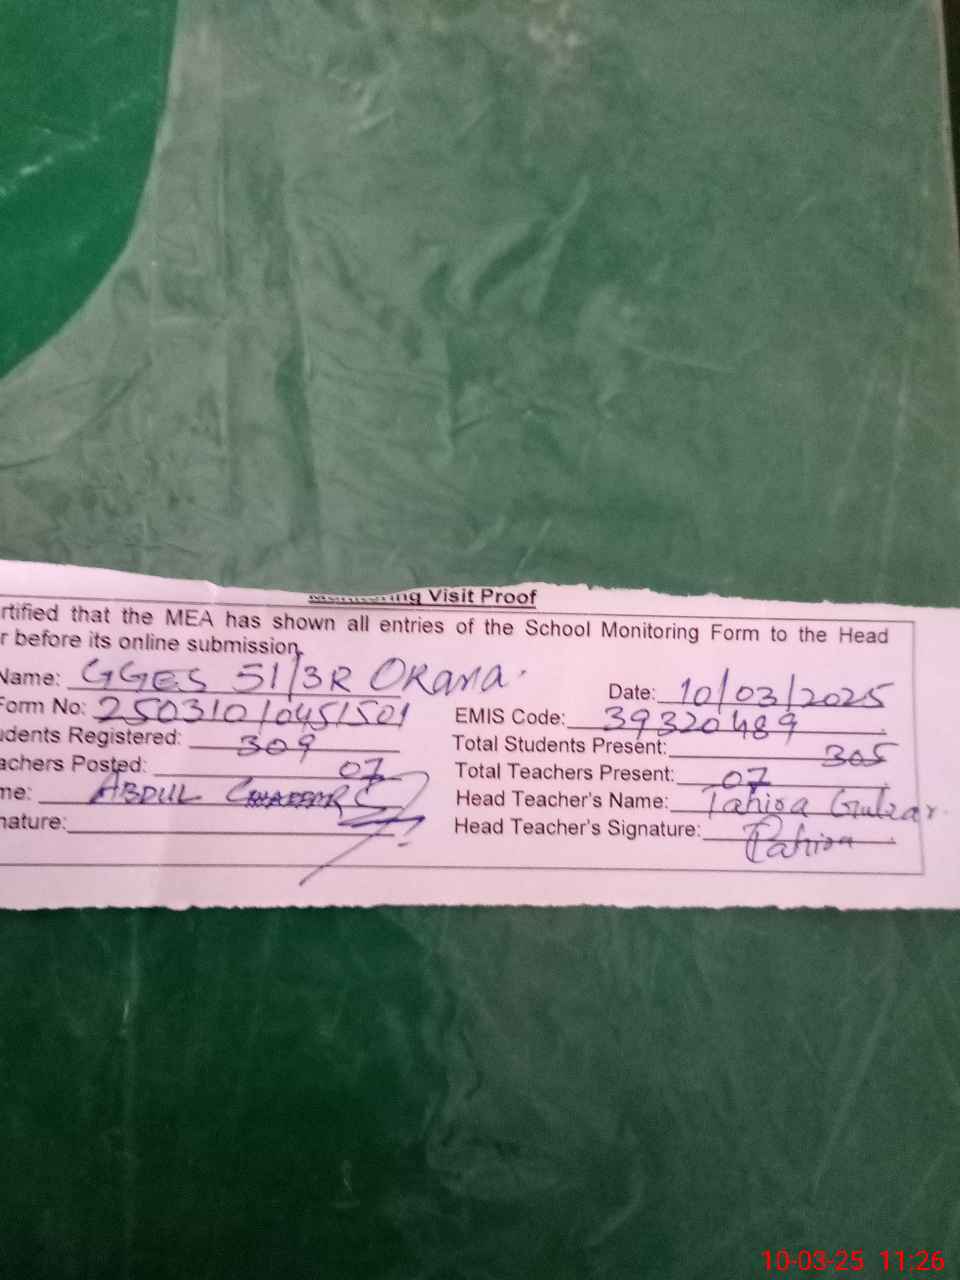 Monitoring Visit Proof
rtified that the MEA has shown all entries of the School Monitoring Form to the Head
r before its online submission.
Name: GGES 51/3R Okara. Date: 10/03/2025
Form No: 25031010451501 EMIS Code: 39320489
udents Registered: 309 Total Students Present: 305
achers Posted: 07 Total Teachers Present: 07
me: ABDUL Head Teacher's Name: Tahira Gulzar.
nature: Head Teacher's Signature: Tahira
10-03-25 11:26